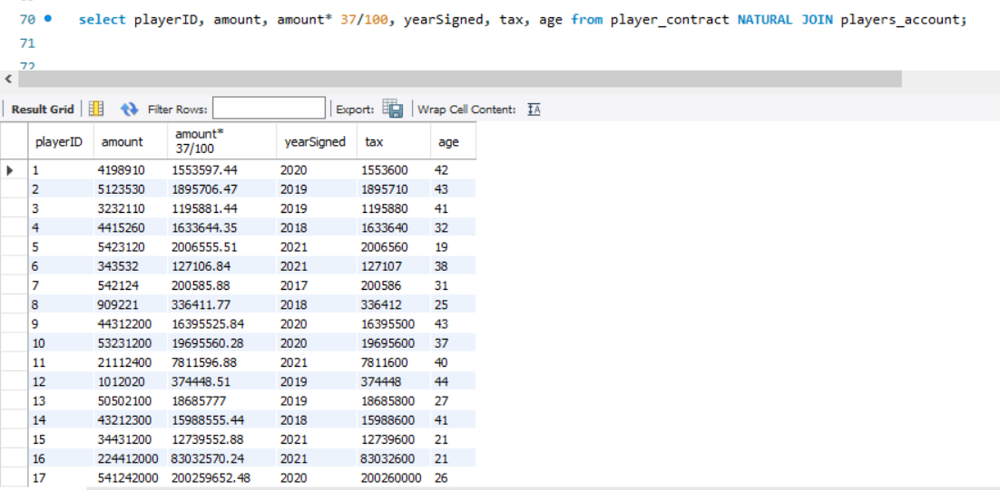 70 select playerID, amount, amount* 37/100, yearSigned, tax, age from player_contract NATURAL JOIN players_account;
71
72
Result Grid Filter Rows: Export: Wrap Cell Content: IA
playerID amount amount* 37/100 yearSigned tax age
1 4198910 1553597.44 2020 1553600 42
2 5123530 1895706.47 2019 1895710 43
3 3232110 1195881.44 2019 1195880 41
4 4415260 1633644.35 2018 1633640 32
5 5423120 2006555.51 2021 2006560 19
6 343532 127106.84 2021 127107 38
7 542124 200585.88 2017 200586 31
8 909221 336411.77 2018 336412 25
9 44312200 16395525.84 2020 16395500 43
10 53231200 19695560.28 2020 19695600 37
11 21112400 7811596.88 2021 7811600 40
12 1012020 374448.51 2019 374448 44
13 50502100 18685777 2019 18685800 27
14 43212300 15988555.44 2018 15988600 41
15 34431200 12739552.88 2021 12739600 21
16 224412000 83032570.24 2021 83032600 21
17 541242000 200259652.48 2020 200260000 26